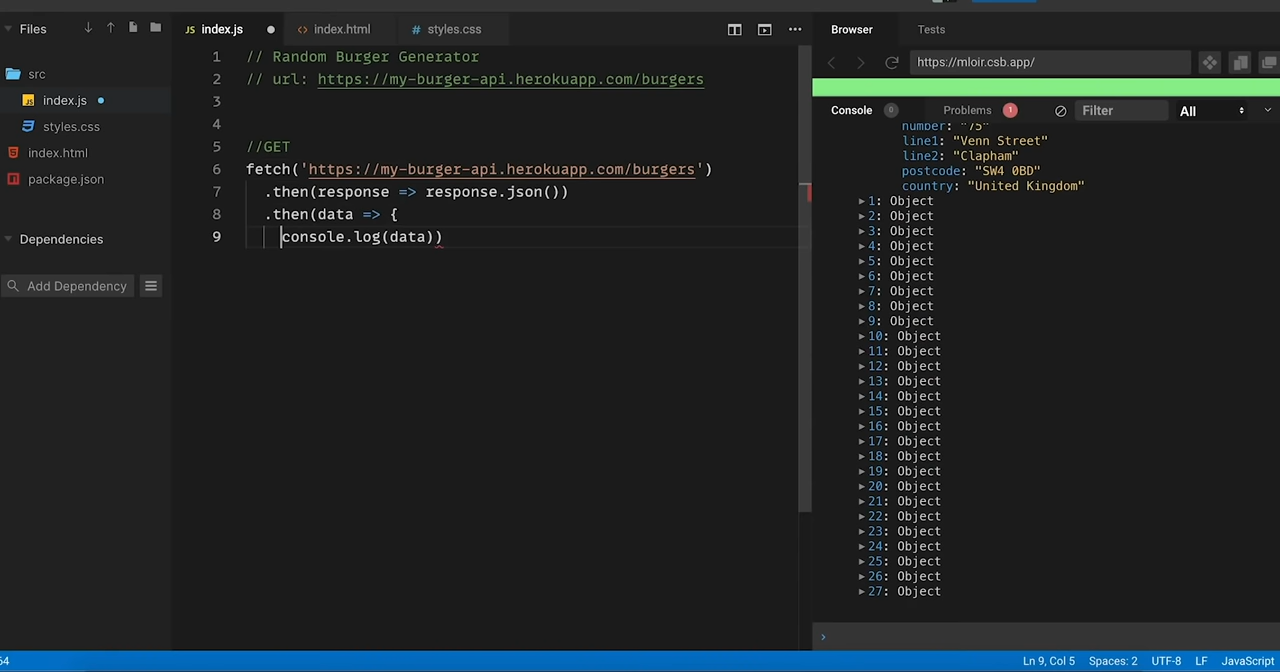 Files
src
index.js
styles.css
index.html
package.json
Dependencies
Add Dependency
JS index.js
<> index.html
# styles.css
1 // Random Burger Generator
2 // url: https://my-burger-api.herokuapp.com/burgers
3
4
5 //GET
6 fetch('https://my-burger-api.herokuapp.com/burgers')
7 .then(response => response.json())
8 .then(data => {
9 console.log(data))
Browser
Tests
https://mloir.csb.app/
Console 0
Problems 1
Filter
All
number: "75"
line1: "Venn Street"
line2: "Clapham"
postcode: "SW4 0BD"
country: "United Kingdom"
1: Object
2: Object
3: Object
4: Object
5: Object
6: Object
7: Object
8: Object
9: Object
10: Object
11: Object
12: Object
13: Object
14: Object
15: Object
16: Object
17: Object
18: Object
19: Object
20: Object
21: Object
22: Object
23: Object
24: Object
25: Object
26: Object
27: Object
64
Ln 9, Col 5 Spaces: 2 UTF-8 LF JavaScript